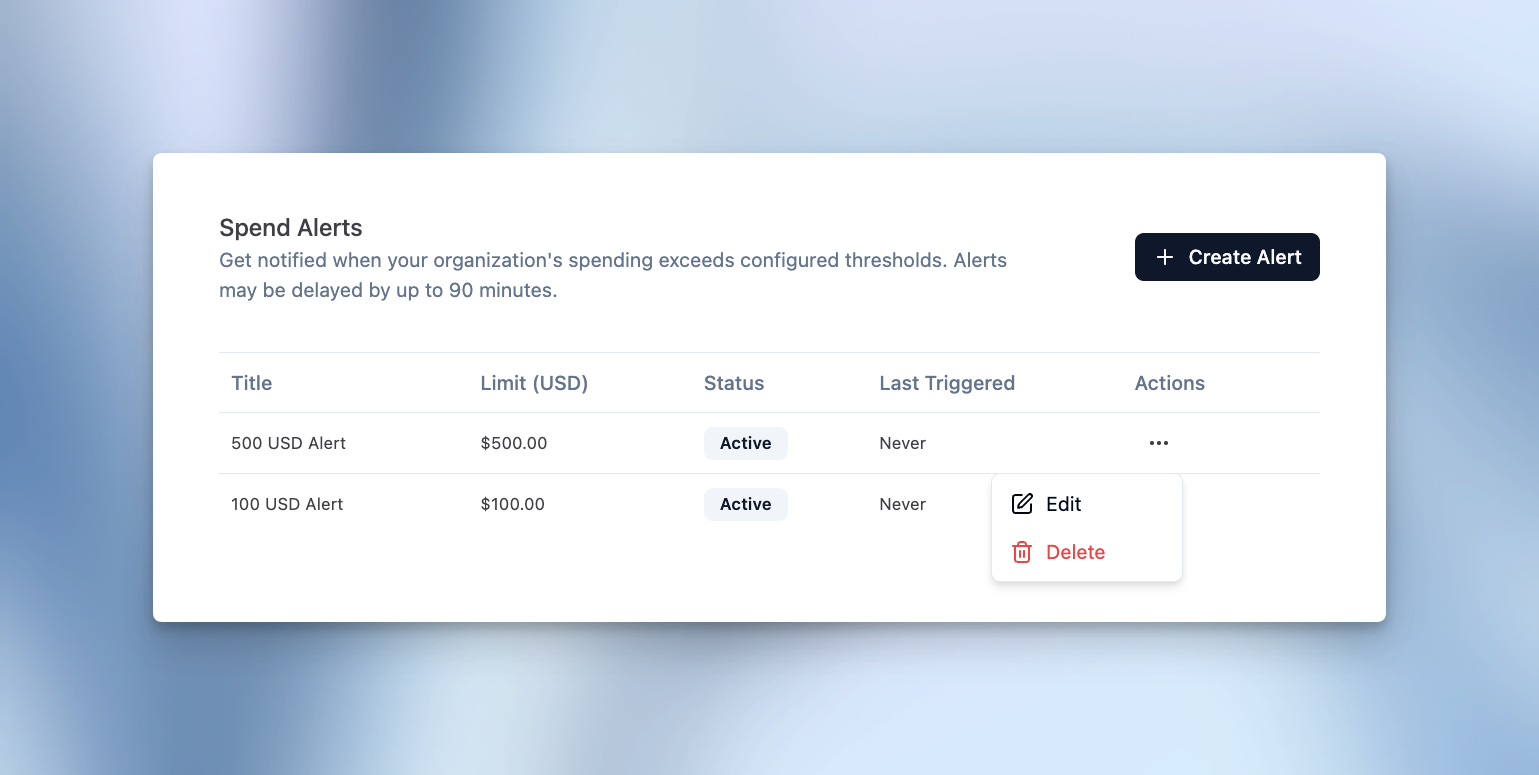 Spend Alerts
Get notified when your organization's spending exceeds configured thresholds. Alerts
may be delayed by up to 90 minutes.
Create Alert
Title Limit (USD) Status Last Triggered Actions
500 USD Alert $500.00 Active Never
100 USD Alert $100.00 Active Never
Edit
Delete